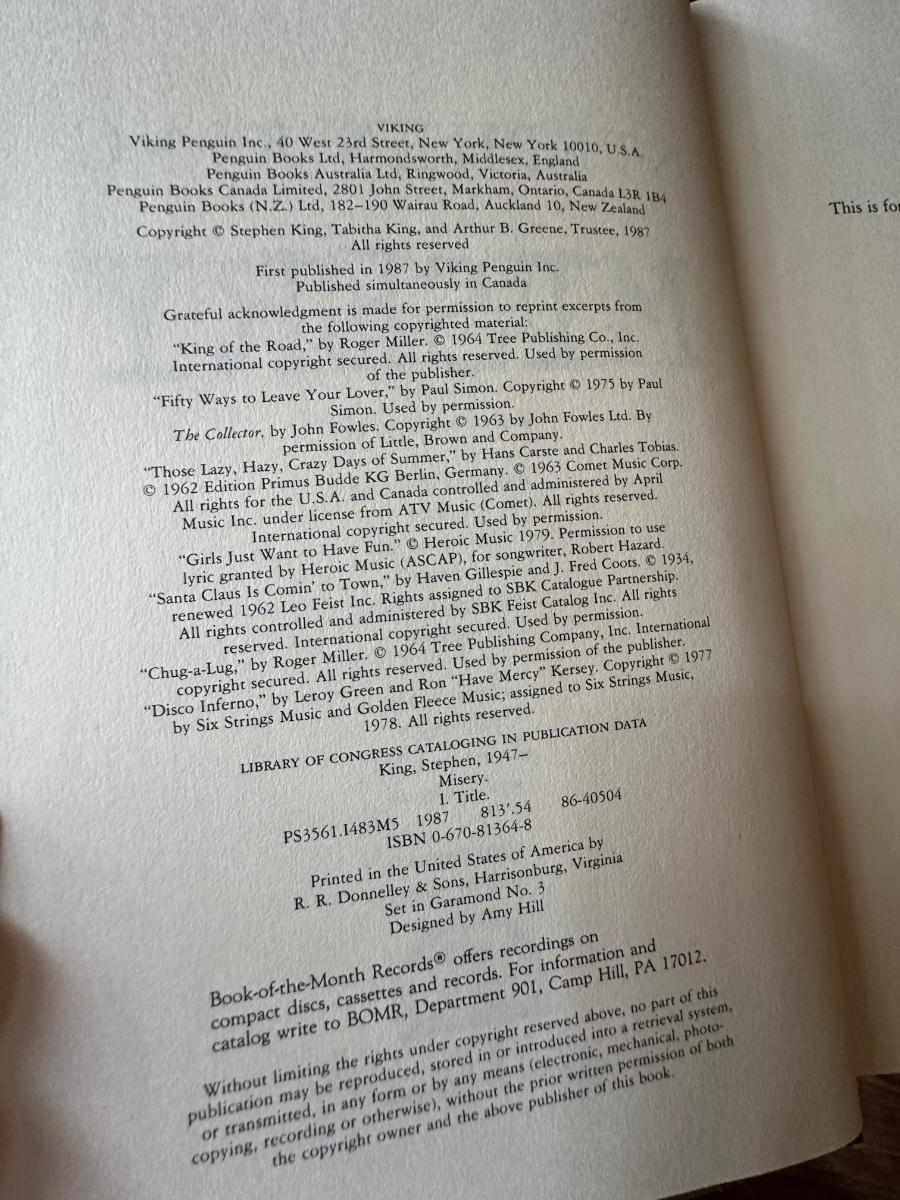 VIKING
Viking Penguin Inc., 40 West 23rd Street, New York, New York 10010, U.S.A.
Penguin Books Ltd, Harmondsworth, Middlesex, England
Penguin Books Australia Ltd, Ringwood, Victoria, Australia
Penguin Books Canada Limited, 2801 John Street, Markham, Ontario, Canada L3R 1B4
Penguin Books (N.Z.) Ltd, 182–190 Wairau Road, Auckland 10, New Zealand
Copyright © Stephen King, Tabitha King, and Arthur B. Greene, Trustee, 1987
All rights reserved
First published in 1987 by Viking Penguin Inc.
Published simultaneously in Canada
Grateful acknowledgment is made for permission to reprint excerpts from
the following copyrighted material:
“King of the Road,” by Roger Miller. © 1964 Tree Publishing Co., Inc.
International copyright secured. All rights reserved. Used by permission
of the publisher.
“Fifty Ways to Leave Your Lover,” by Paul Simon. Copyright © 1975 by Paul
Simon. Used by permission.
The Collector, by John Fowles. Copyright © 1963 by John Fowles Ltd. By
permission of Little, Brown and Company.
“Those Lazy, Hazy, Crazy Days of Summer,” by Hans Carste and Charles Tobias.
© 1962 Edition Primus Budde KG Berlin, Germany. © 1963 Comet Music Corp.
All rights for the U.S.A. and Canada controlled and administered by April
Music Inc. under license from ATV Music (Comet). All rights reserved.
International copyright secured. Used by permission.
“Girls Just Want to Have Fun.” © Heroic Music 1979. Permission to use
lyric granted by Heroic Music (ASCAP), for songwriter, Robert Hazard.
“Santa Claus Is Comin’ to Town,” by Haven Gillespie and J. Fred Coots. © 1934,
renewed 1962 Leo Feist Inc. Rights assigned to SBK Catalogue Partnership.
All rights controlled and administered by SBK Feist Catalog Inc. All rights
reserved. International copyright secured. Used by permission.
“Chug-a-Lug,” by Roger Miller. © 1964 Tree Publishing Company, Inc. International
copyright secured. All rights reserved. Used by permission of the publisher.
“Disco Inferno,” by Leroy Green and Ron “Have Mercy” Kersey. Copyright © 1977
by Six Strings Music and Golden Fleece Music; assigned to Six Strings Music,
1978. All rights reserved.
LIBRARY OF CONGRESS CATALOGING IN PUBLICATION DATA
King, Stephen, 1947–
Misery.
I. Title.
PS3561.I483M5 1987 813′.54 86-40504
ISBN 0-670-81364-8
Printed in the United States of America by
R. R. Donnelley & Sons, Harrisonburg, Virginia
Set in Garamond No. 3
Designed by Amy Hill
Book-of-the-Month Records® offers recordings on
compact discs, cassettes and records. For information and
catalog write to BOMR, Department 901, Camp Hill, PA 17012.
Without limiting the rights under copyright reserved above, no part of this
publication may be reproduced, stored in or introduced into a retrieval system,
or transmitted, in any form or by any means (electronic, mechanical, photo-
copying, recording or otherwise), without the prior written permission of both
the copyright owner and the above publisher of this book.
This is for